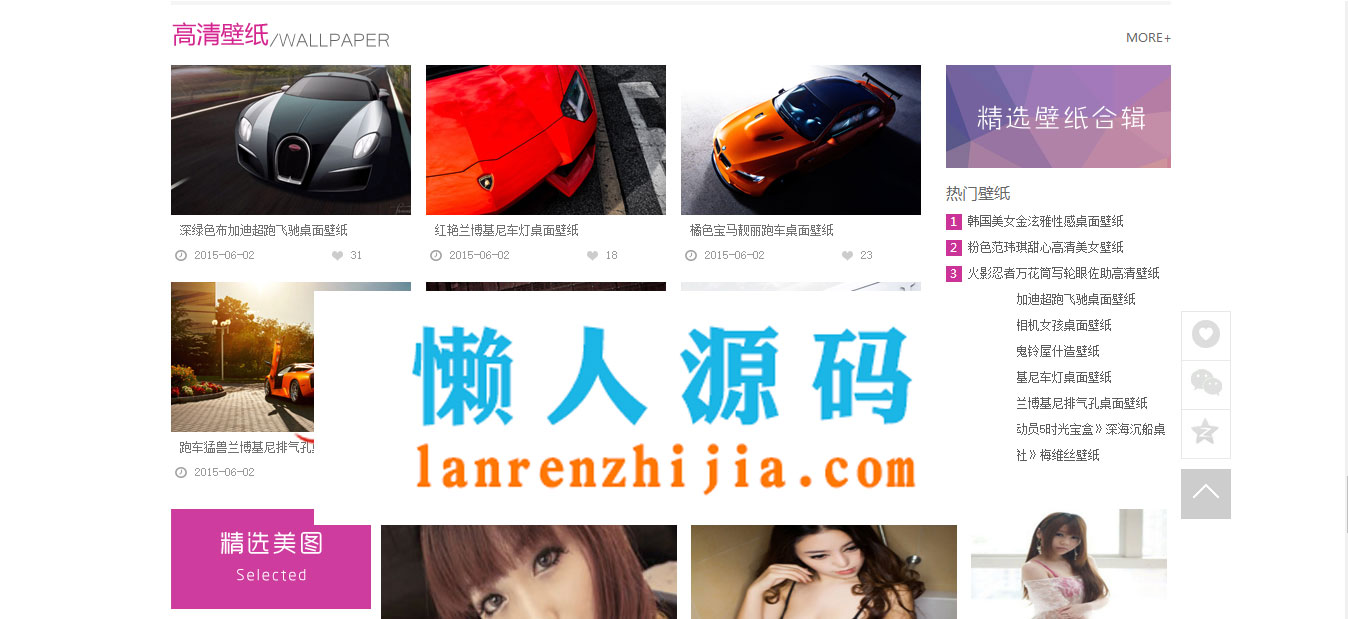 高清壁纸/WALLPAPER
MORE+
深绿色布加迪超跑飞驰桌面壁纸
2015-06-02 31
红艳兰博基尼车灯桌面壁纸
2015-06-02 18
橘色宝马靓丽跑车桌面壁纸
2015-06-02 23
跑车猛兽兰博基尼排气孔
2015-06-02
懒人源码
lanrenzhijia.com
精选壁纸合辑
热门壁纸
1 韩国美女金泫雅性感桌面壁纸
2 粉色范玮琪甜心高清美女壁纸
3 火影忍者万花筒写轮眼佐助高清壁纸
加迪超跑飞驰桌面壁纸
相机女孩桌面壁纸
鬼铃屋什造壁纸
基尼车灯桌面壁纸
兰博基尼排气孔桌面壁纸
动员5时光宝盒》深海沉船桌
社》梅维丝壁纸
精选美图
Selected